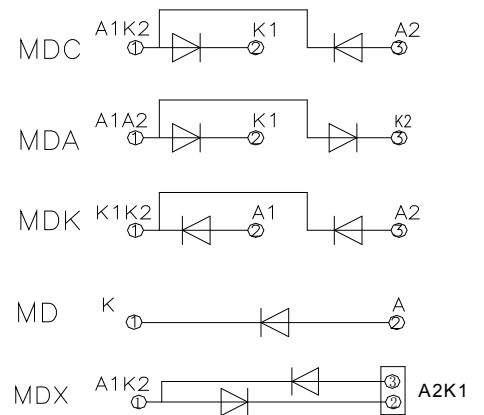 MDC A1K2 K1 A2
1 2 3
MDA A1A2 K1 K2
1 2 3
MDK K1K2 A1 A2
1 2 3
MD K A
1 2
3
MDX A1K2 A2K1
1 2